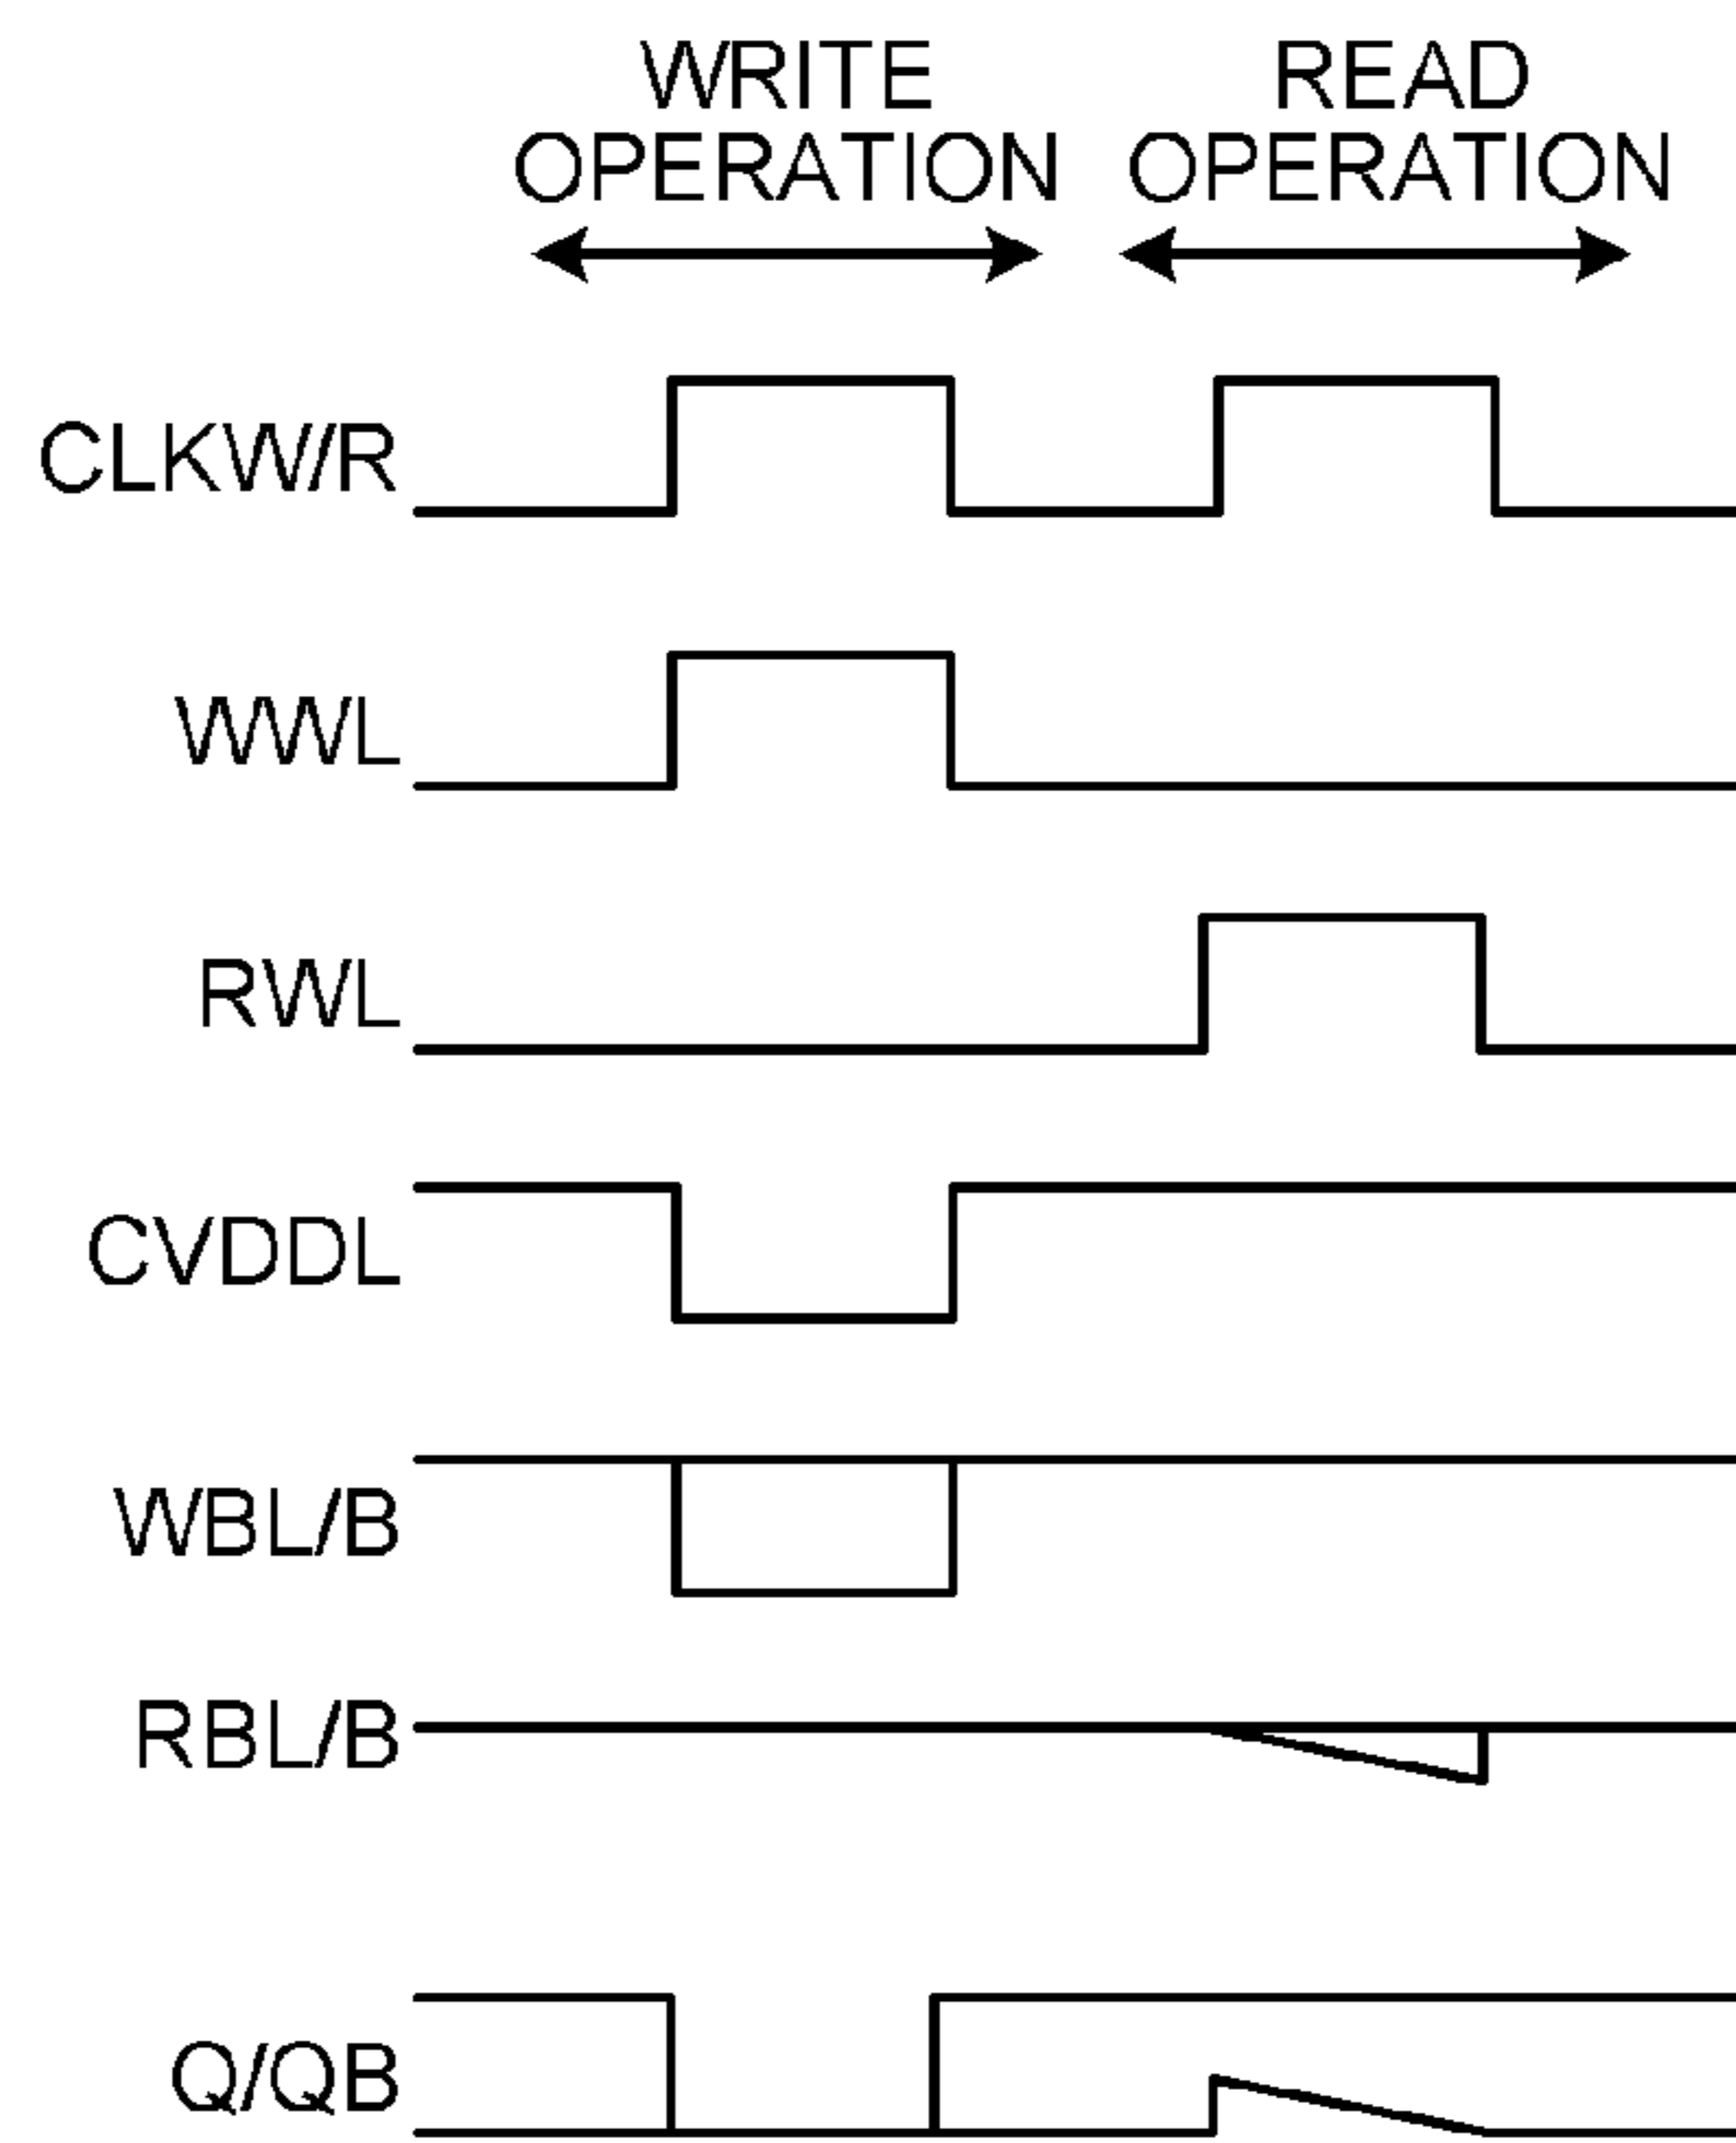 WRITE
OPERATION
READ
OPERATION
CLKW/R
WWL
RWL
CVDDL
WBL/B
RBL/B
Q/QB